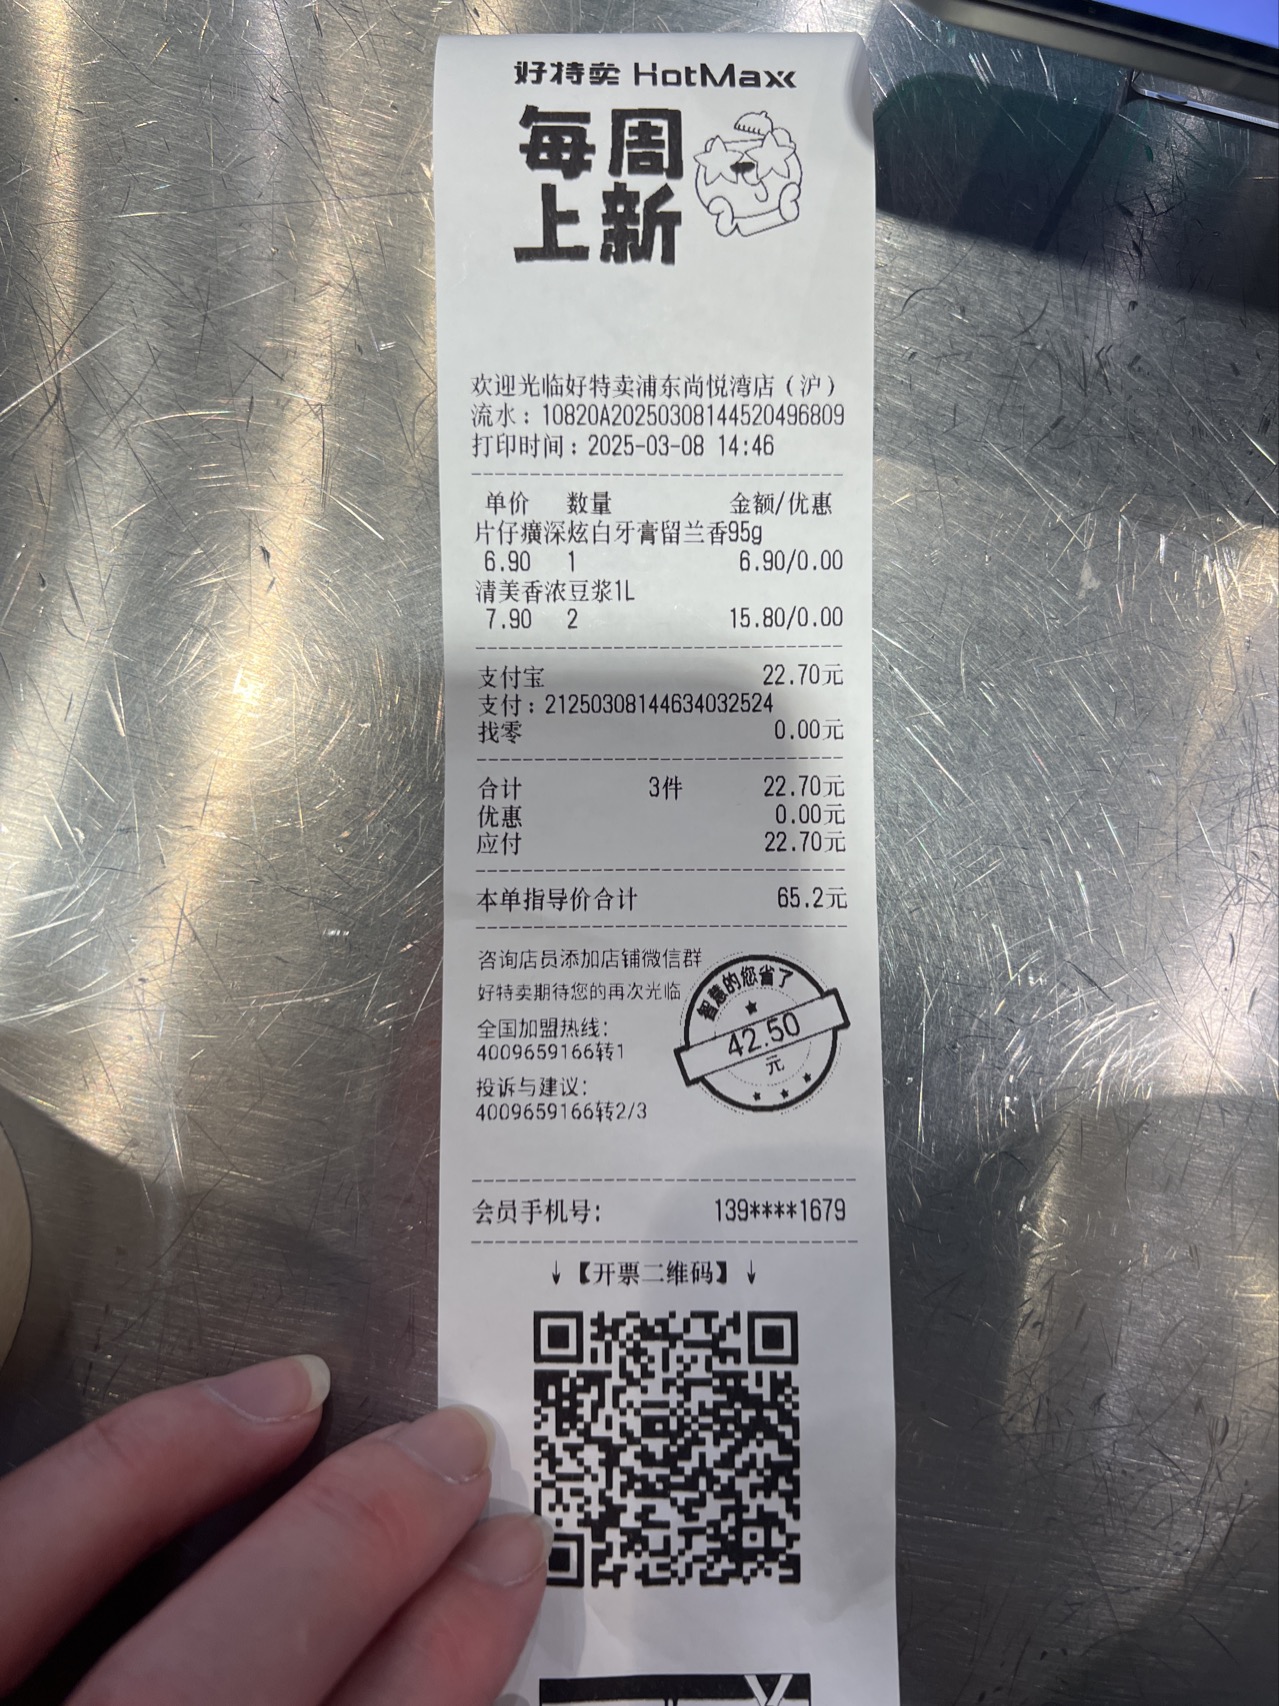 好特卖 HotMaxx
每周
上新
欢迎光临好特卖浦东尚悦湾店（沪）
流水：10820A20250308144520496809
打印时间：2025-03-08 14:46
单价 数量 金额/优惠
片仔癀深炫白牙膏留兰香95g
6.90 1 6.90/0.00
清美香浓豆浆1L
7.90 2 15.80/0.00
支付宝 22.70元
支付：21250308144634032524
找零 0.00元
合计 3件 22.70元
优惠 0.00元
应付 22.70元
本单指导价合计 65.2元
咨询店员添加店铺微信群
好特卖期待您的再次光临
全国加盟热线：
4009659166转1
投诉与建议：
4009659166转2/3
智慧的您省了
42.50
元
会员手机号： 139****1679
↓【开票二维码】↓